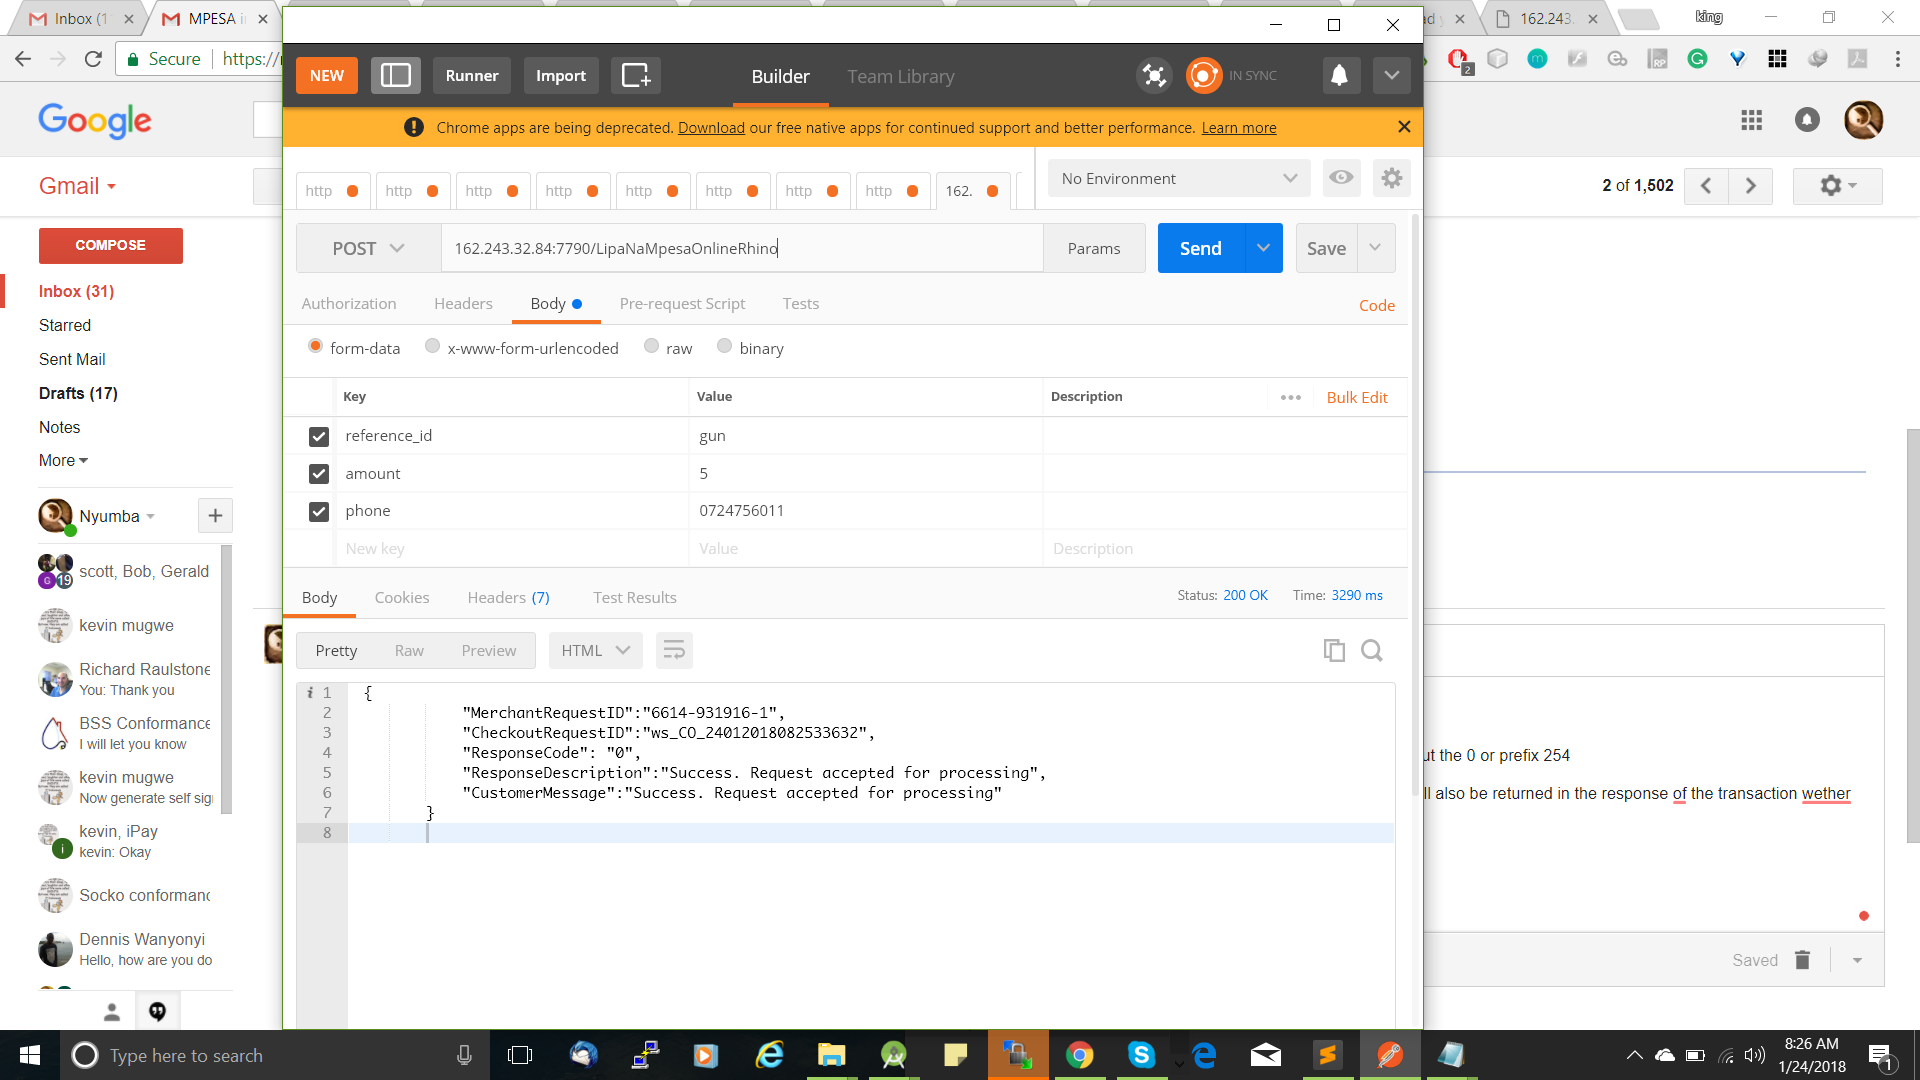 Inbox (1
MPESA i
ad y
162.243.
king
Secure
https://
2
NEW
Runner
Import
Builder
Team Library
IN SYNC
Chrome apps are being deprecated. Download our free native apps for continued support and better performance. Learn more
Google
Gmail
2 of 1,502
http
http
http
http
http
http
http
http
162.
No Environment
COMPOSE
POST
162.243.32.84:7790/LipaNaMpesaOnlineRhino
Params
Send
Save
Inbox (31)
Starred
Sent Mail
Drafts (17)
Notes
More
Authorization
Headers
Body
Pre-request Script
Tests
Code
form-data
x-www-form-urlencoded
raw
binary
Key
Value
Description
Bulk Edit
reference_id
gun
amount
5
phone
0724756011
New key
Value
Description
Nyumba
G
19
scott, Bob, Gerald
kevin mugwe
Richard Raulstone
You: Thank you
BSS Conformance
I will let you know
kevin mugwe
Now generate self sig
kevin, iPay
kevin: Okay
i
Socko conformanc
Dennis Wanyonyi
Hello, how are you do
Body
Cookies
Headers (7)
Test Results
Status: 200 OK
Time: 3290 ms
Pretty
Raw
Preview
HTML
i 1 {
2 "MerchantRequestID":"6614-931916-1",
3 "CheckoutRequestID":"ws_CO_24012018082533632",
4 "ResponseCode": "0",
5 "ResponseDescription":"Success. Request accepted for processing",
6 "CustomerMessage":"Success. Request accepted for processing"
7 }
8
ut the 0 or prefix 254
ll also be returned in the response of the transaction wether
Saved
Type here to search
8:26 AM
1/24/2018
1